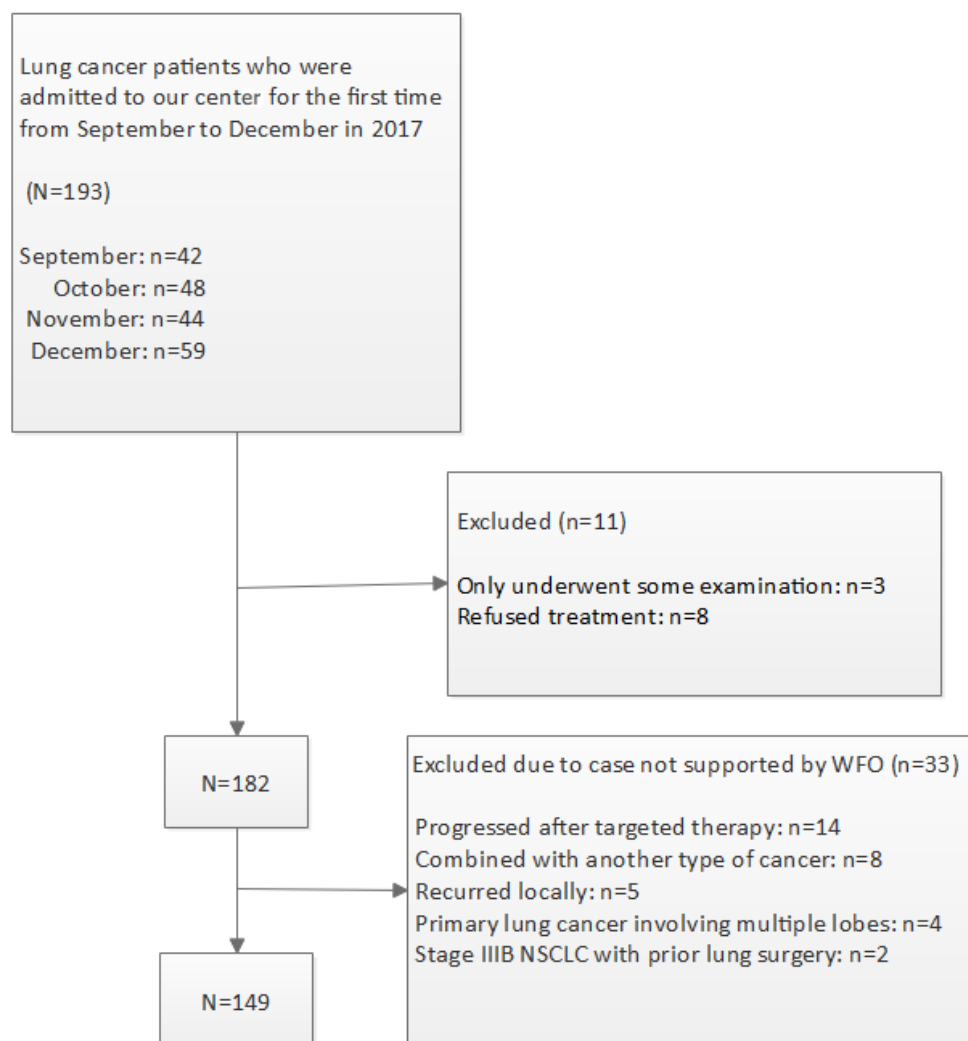 Lung cancer patients who were
admitted to our center for the first time
from September to December in 2017
(N=193)
September: n=42
October: n=48
November: n=44
December: n=59
Excluded (n=11)
Only underwent some examination: n=3
Refused treatment: n=8
N=182
Excluded due to case not supported by WFO (n=33)
Progressed after targeted therapy: n=14
Combined with another type of cancer: n=8
Recurred locally: n=5
Primary lung cancer involving multiple lobes: n=4
Stage IIIB NSCLC with prior lung surgery: n=2
N=149